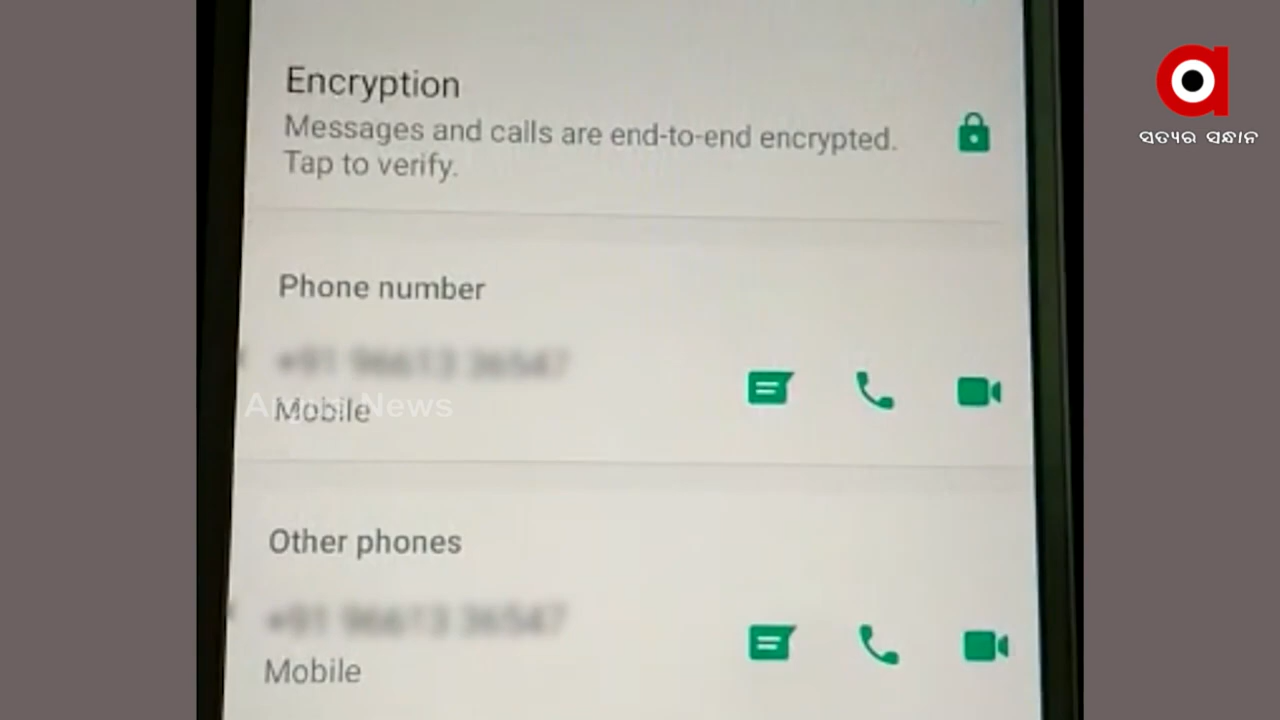 Encryption
Messages and calls are end-to-end encrypted.
Tap to verify.
Phone number
Mobile
Other phones
Mobile
News
ସତ୍ୟର ସନ୍ଧାନ